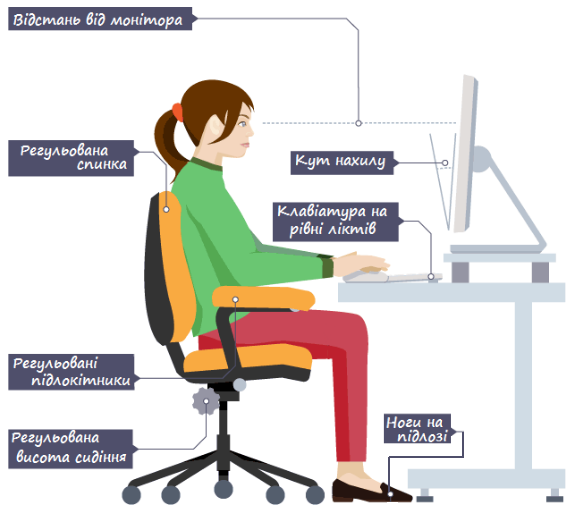 Відстань від монітора
Регульована
спинка
Кут нахилу
Клавіатура на
рівні ліктів
Регульовані
підлокітники
Ноги на
підлозі
Регульована
висота сидіння